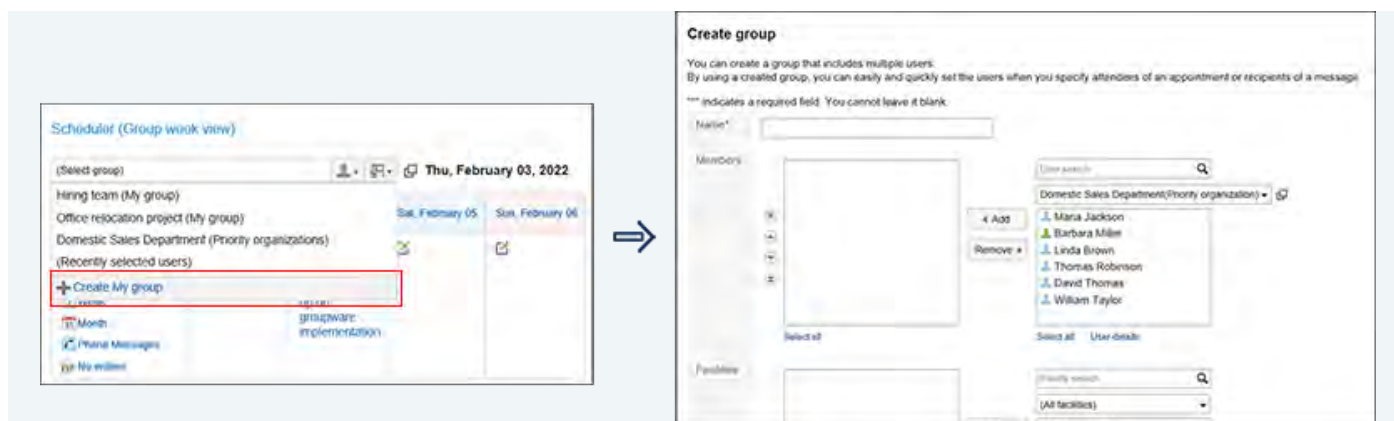 Scheduler (Group week view)
(Select group)
Thu, February 03, 2022
Hiring team (My group)
Office relocation project (My group)
Sat, February 05
Sun, February 06
Domestic Sales Department (Priority organizations)
(Recently selected users)
Create My group
Week
groupware
Month
implementation
Phone Messages
Create group
You can create a group that includes multiple users.
By using a created group, you can easily and quickly set the users when you specify attendees of an appointment or recipients of a message.
"*" indicates a required field. You cannot leave it blank.
Name*
Members
User search
Domestic Sales Department(Priority organization)
Add
Maria Jackson
Barbara Miller
Remove
Linda Brown
Thomas Robinson
David Thomas
William Taylor
Select all
Select all
User details
Facilities
Facility search
(All facilities)